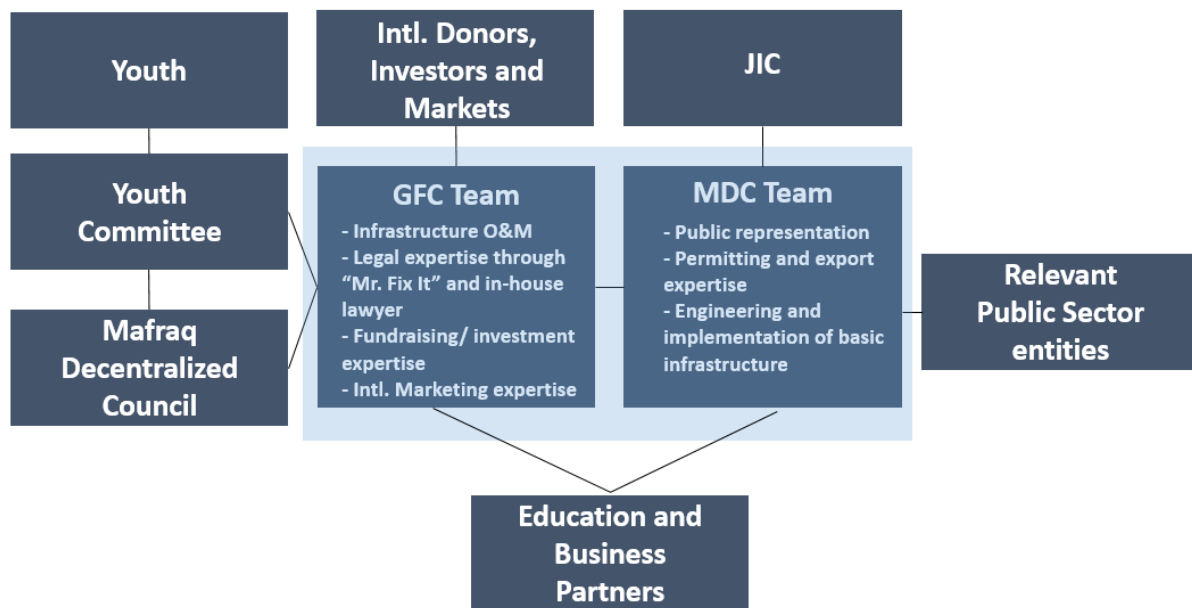 Youth
Intl. Donors,
Investors and
Markets
JIC
Youth
Committee
GFC Team
- Infrastructure O&M
- Legal expertise through
“Mr. Fix It” and in-house
lawyer
- Fundraising/ investment
expertise
- Intl. Marketing expertise
MDC Team
- Public representation
- Permitting and export
expertise
- Engineering and
implementation of basic
infrastructure
Mafraq
Decentralized
Council
Relevant
Public Sector
entities
Education and
Business
Partners